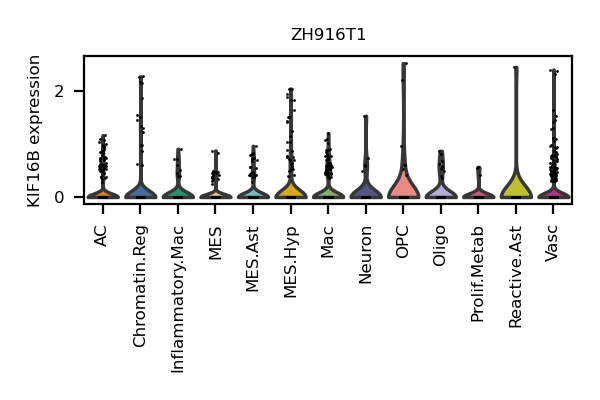 ZH916T1
KIF16B expression
2
0
AC
Chromatin.Reg
Inflammatory.Mac
MES
MES.Ast
MES.Hyp
Mac
Neuron
OPC
Oligo
Prolif.Metab
Reactive.Ast
Vasc